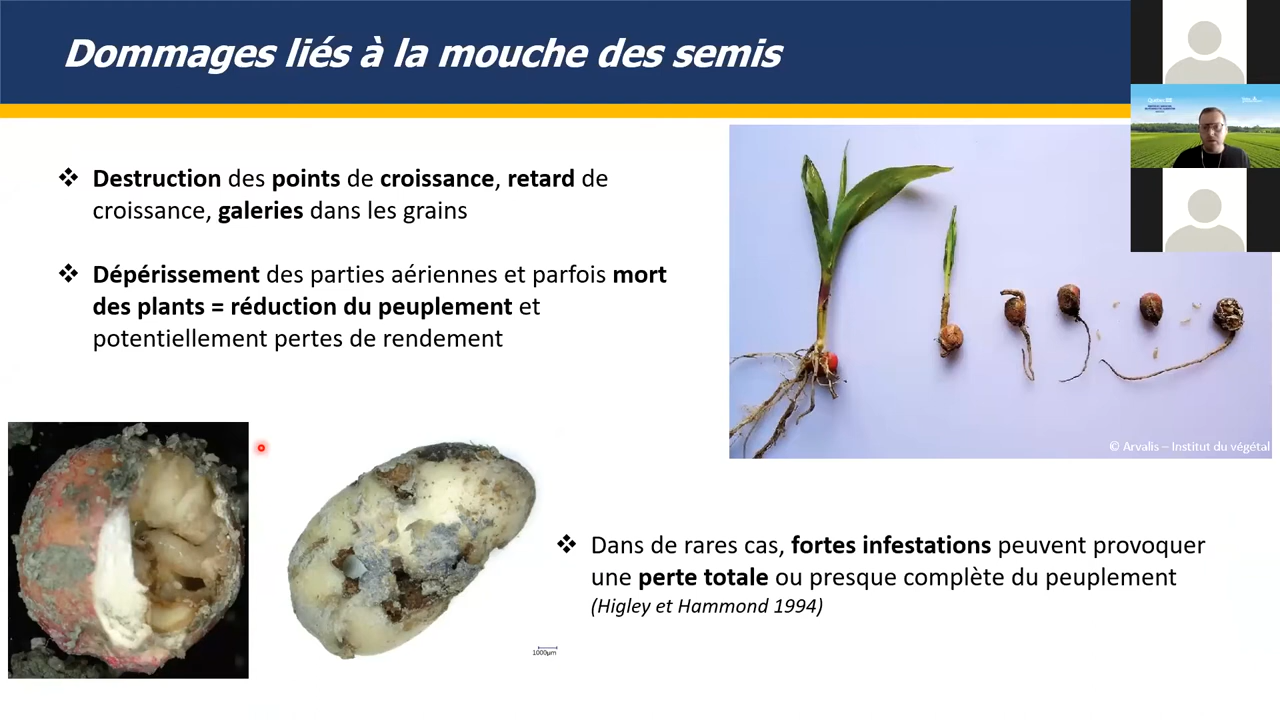 Dommages liés à la mouche des semis
❖ Destruction des points de croissance, retard de
croissance, galeries dans les grains
❖ Dépérissement des parties aériennes et parfois mort
des plants = réduction du peuplement et
potentiellement pertes de rendement
© Arvalis – Institut du végétal
❖ Dans de rares cas, fortes infestations peuvent provoquer
une perte totale ou presque complète du peuplement
(Higley et Hammond 1994)
1000µm
Québec